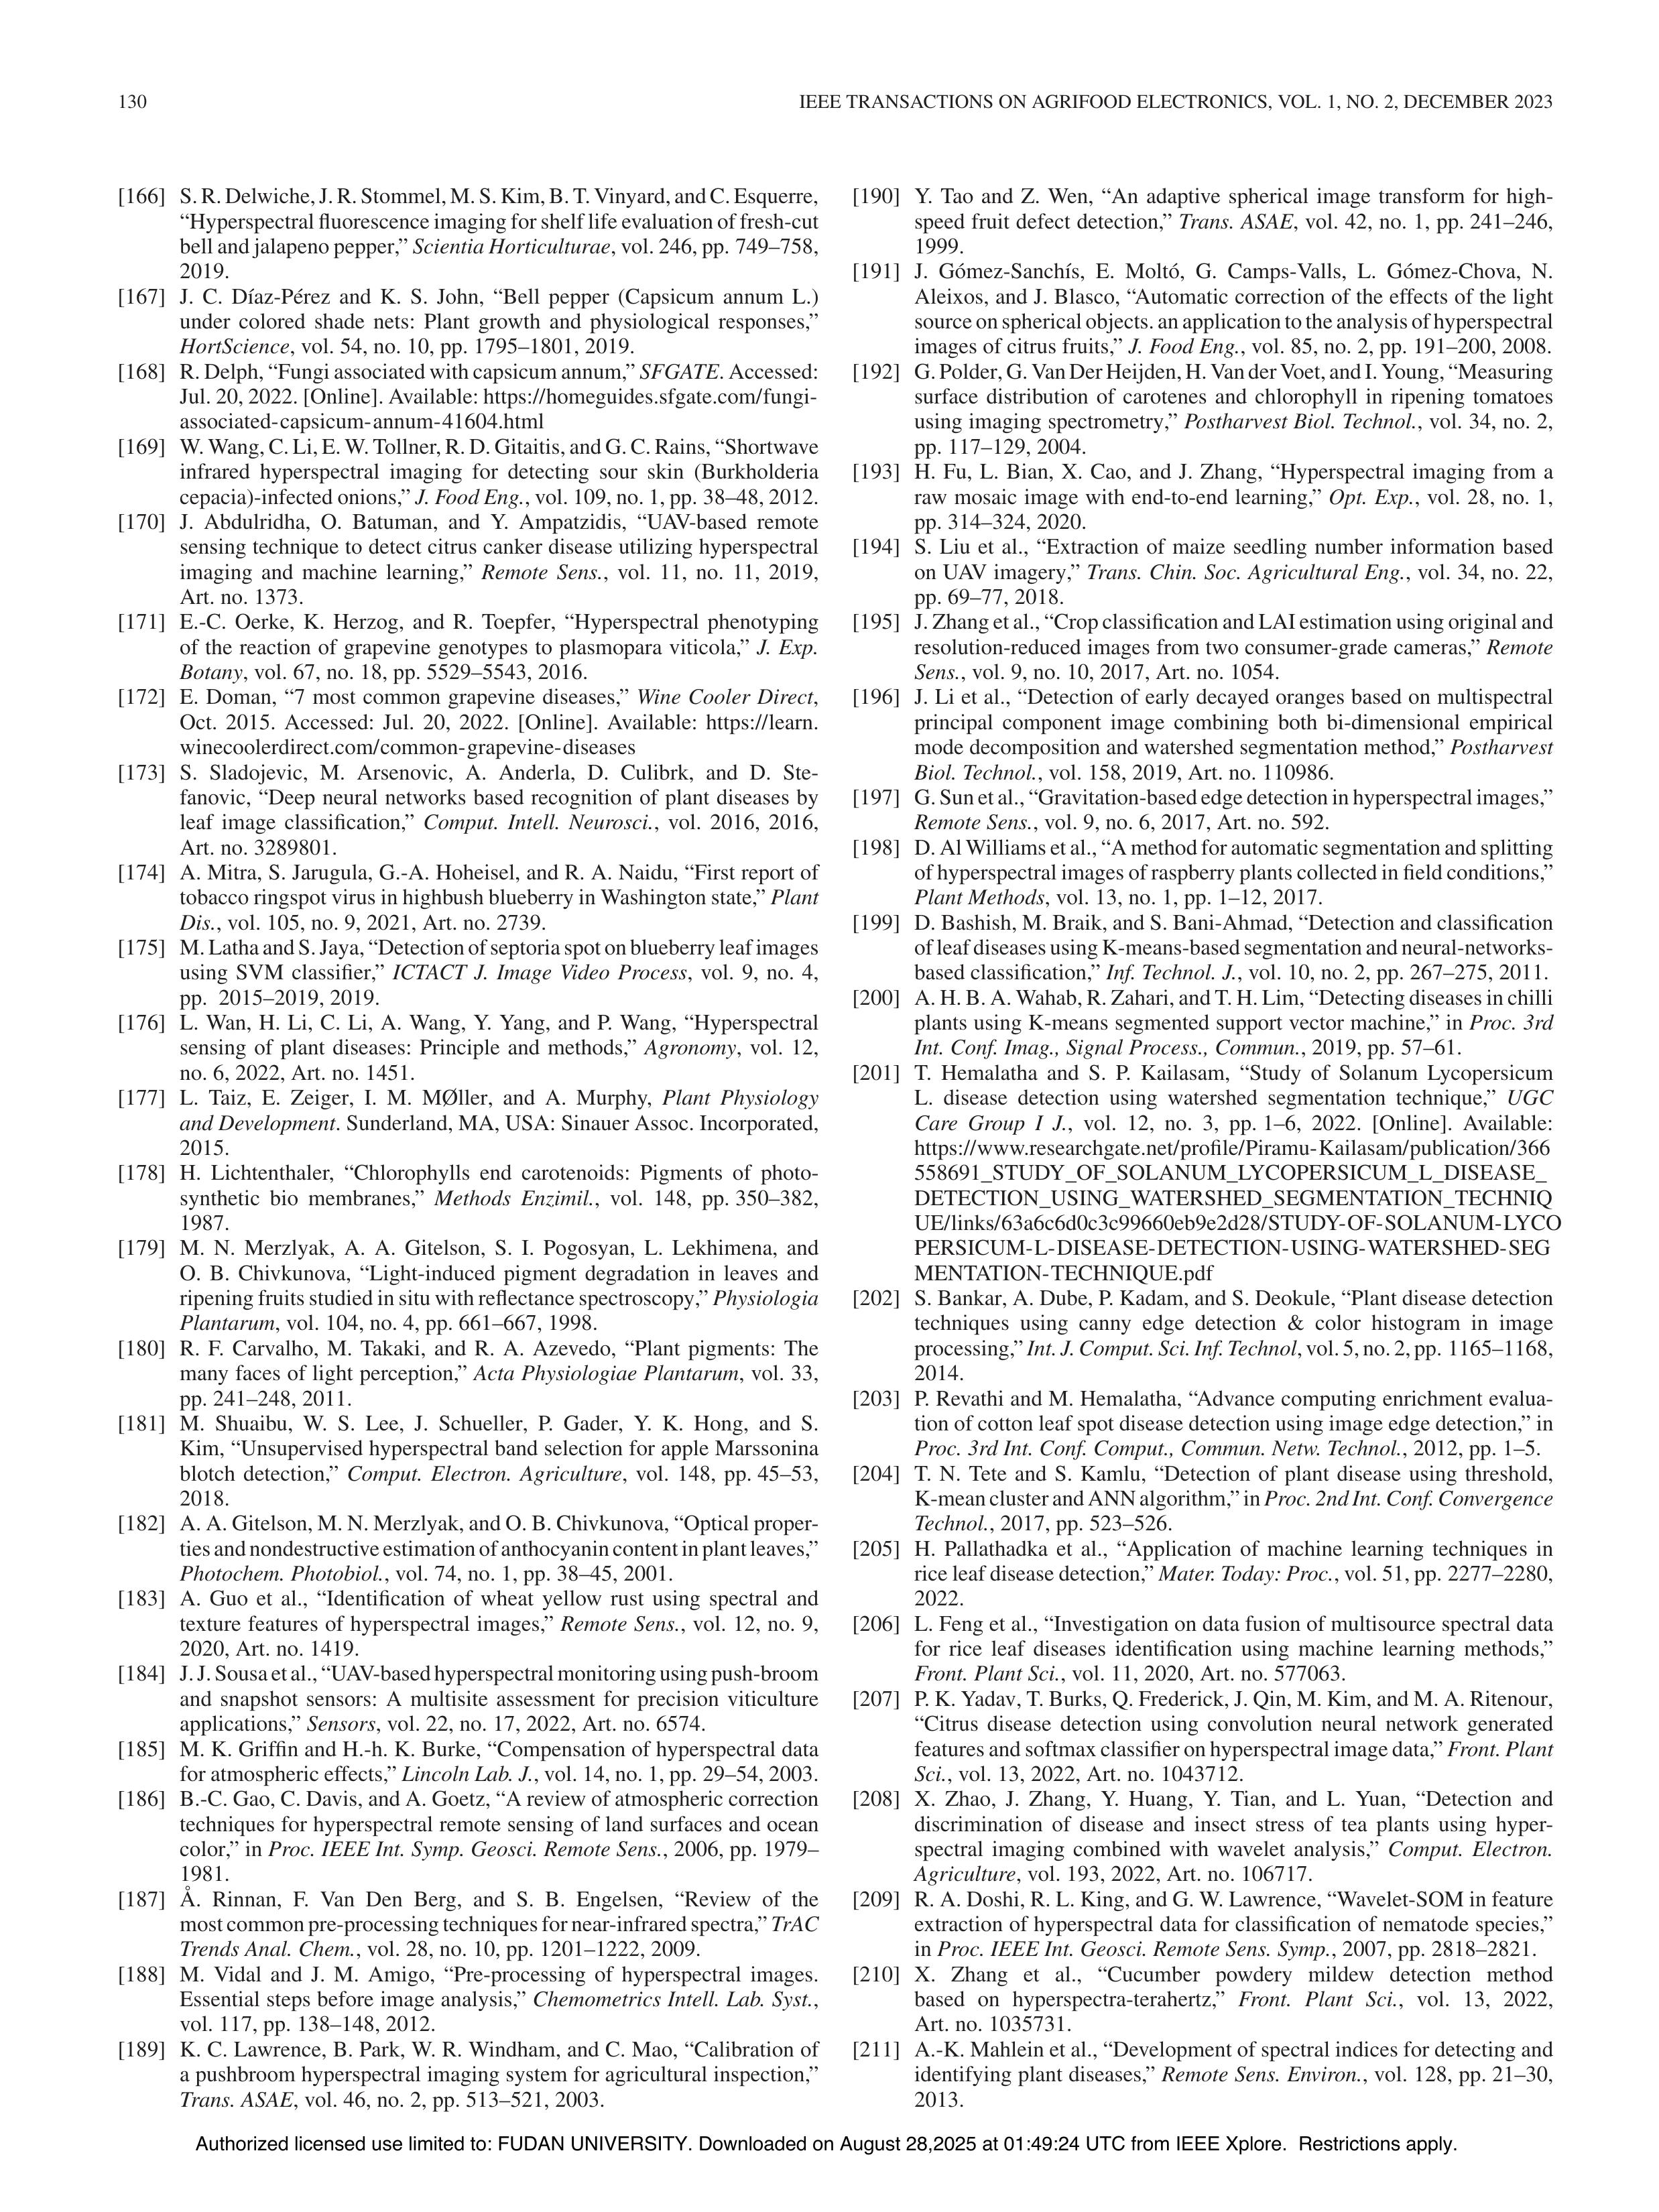 130
IEEE TRANSACTIONS ON AGRIFOOD ELECTRONICS, VOL. 1, NO. 2, DECEMBER 2023
[166] S. R. Delwiche, J. R. Stommel, M. S. Kim, B. T. Vinyard, and C. Esquerre,
“Hyperspectral fluorescence imaging for shelf life evaluation of fresh-cut
bell and jalapeno pepper,” Scientia Horticulturae, vol. 246, pp. 749–758,
2019.
[167] J. C. Díaz-Pérez and K. S. John, “Bell pepper (Capsicum annum L.)
under colored shade nets: Plant growth and physiological responses,”
HortScience, vol. 54, no. 10, pp. 1795–1801, 2019.
[168] R. Delph, “Fungi associated with capsicum annum,” SFGATE. Accessed:
Jul. 20, 2022. [Online]. Available: https://homeguides.sfgate.com/fungi-
associated-capsicum-annum-41604.html
[169] W. Wang, C. Li, E. W. Tollner, R. D. Gitaitis, and G. C. Rains, “Shortwave
infrared hyperspectral imaging for detecting sour skin (Burkholderia
cepacia)-infected onions,” J. Food Eng., vol. 109, no. 1, pp. 38–48, 2012.
[170] J. Abdulridha, O. Batuman, and Y. Ampatzidis, “UAV-based remote
sensing technique to detect citrus canker disease utilizing hyperspectral
imaging and machine learning,” Remote Sens., vol. 11, no. 11, 2019,
Art. no. 1373.
[171] E.-C. Oerke, K. Herzog, and R. Toepfer, “Hyperspectral phenotyping
of the reaction of grapevine genotypes to plasmopara viticola,” J. Exp.
Botany, vol. 67, no. 18, pp. 5529–5543, 2016.
[172] E. Doman, “7 most common grapevine diseases,” Wine Cooler Direct,
Oct. 2015. Accessed: Jul. 20, 2022. [Online]. Available: https://learn.
winecoolerdirect.com/common-grapevine-diseases
[173] S. Sladojevic, M. Arsenovic, A. Anderla, D. Culibrk, and D. Ste-
fanovic, “Deep neural networks based recognition of plant diseases by
leaf image classification,” Comput. Intell. Neurosci., vol. 2016, 2016,
Art. no. 3289801.
[174] A. Mitra, S. Jarugula, G.-A. Hoheisel, and R. A. Naidu, “First report of
tobacco ringspot virus in highbush blueberry in Washington state,” Plant
Dis., vol. 105, no. 9, 2021, Art. no. 2739.
[175] M. Latha and S. Jaya, “Detection of septoria spot on blueberry leaf images
using SVM classifier,” ICTACT J. Image Video Process, vol. 9, no. 4,
pp. 2015–2019, 2019.
[176] L. Wan, H. Li, C. Li, A. Wang, Y. Yang, and P. Wang, “Hyperspectral
sensing of plant diseases: Principle and methods,” Agronomy, vol. 12,
no. 6, 2022, Art. no. 1451.
[177] L. Taiz, E. Zeiger, I. M. MØller, and A. Murphy, Plant Physiology
and Development. Sunderland, MA, USA: Sinauer Assoc. Incorporated,
2015.
[178] H. Lichtenthaler, “Chlorophylls end carotenoids: Pigments of photo-
synthetic bio membranes,” Methods Enzimil., vol. 148, pp. 350–382,
1987.
[179] M. N. Merzlyak, A. A. Gitelson, S. I. Pogosyan, L. Lekhimena, and
O. B. Chivkunova, “Light-induced pigment degradation in leaves and
ripening fruits studied in situ with reflectance spectroscopy,” Physiologia
Plantarum, vol. 104, no. 4, pp. 661–667, 1998.
[180] R. F. Carvalho, M. Takaki, and R. A. Azevedo, “Plant pigments: The
many faces of light perception,” Acta Physiologiae Plantarum, vol. 33,
pp. 241–248, 2011.
[181] M. Shuaibu, W. S. Lee, J. Schueller, P. Gader, Y. K. Hong, and S.
Kim, “Unsupervised hyperspectral band selection for apple Marssonina
blotch detection,” Comput. Electron. Agriculture, vol. 148, pp. 45–53,
2018.
[182] A. A. Gitelson, M. N. Merzlyak, and O. B. Chivkunova, “Optical proper-
ties and nondestructive estimation of anthocyanin content in plant leaves,”
Photochem. Photobiol., vol. 74, no. 1, pp. 38–45, 2001.
[183] A. Guo et al., “Identification of wheat yellow rust using spectral and
texture features of hyperspectral images,” Remote Sens., vol. 12, no. 9,
2020, Art. no. 1419.
[184] J. J. Sousa et al., “UAV-based hyperspectral monitoring using push-broom
and snapshot sensors: A multisite assessment for precision viticulture
applications,” Sensors, vol. 22, no. 17, 2022, Art. no. 6574.
[185] M. K. Griffin and H.-h. K. Burke, “Compensation of hyperspectral data
for atmospheric effects,” Lincoln Lab. J., vol. 14, no. 1, pp. 29–54, 2003.
[186] B.-C. Gao, C. Davis, and A. Goetz, “A review of atmospheric correction
techniques for hyperspectral remote sensing of land surfaces and ocean
color,” in Proc. IEEE Int. Symp. Geosci. Remote Sens., 2006, pp. 1979–
1981.
[187] Å. Rinnan, F. Van Den Berg, and S. B. Engelsen, “Review of the
most common pre-processing techniques for near-infrared spectra,” TrAC
Trends Anal. Chem., vol. 28, no. 10, pp. 1201–1222, 2009.
[188] M. Vidal and J. M. Amigo, “Pre-processing of hyperspectral images.
Essential steps before image analysis,” Chemometrics Intell. Lab. Syst.,
vol. 117, pp. 138–148, 2012.
[189] K. C. Lawrence, B. Park, W. R. Windham, and C. Mao, “Calibration of
a pushbroom hyperspectral imaging system for agricultural inspection,”
Trans. ASAE, vol. 46, no. 2, pp. 513–521, 2003.
[190] Y. Tao and Z. Wen, “An adaptive spherical image transform for high-
speed fruit defect detection,” Trans. ASAE, vol. 42, no. 1, pp. 241–246,
1999.
[191] J. Gómez-Sanchís, E. Moltó, G. Camps-Valls, L. Gómez-Chova, N.
Aleixos, and J. Blasco, “Automatic correction of the effects of the light
source on spherical objects. an application to the analysis of hyperspectral
images of citrus fruits,” J. Food Eng., vol. 85, no. 2, pp. 191–200, 2008.
[192] G. Polder, G. Van Der Heijden, H. Van der Voet, and I. Young, “Measuring
surface distribution of carotenes and chlorophyll in ripening tomatoes
using imaging spectrometry,” Postharvest Biol. Technol., vol. 34, no. 2,
pp. 117–129, 2004.
[193] H. Fu, L. Bian, X. Cao, and J. Zhang, “Hyperspectral imaging from a
raw mosaic image with end-to-end learning,” Opt. Exp., vol. 28, no. 1,
pp. 314–324, 2020.
[194] S. Liu et al., “Extraction of maize seedling number information based
on UAV imagery,” Trans. Chin. Soc. Agricultural Eng., vol. 34, no. 22,
pp. 69–77, 2018.
[195] J. Zhang et al., “Crop classification and LAI estimation using original and
resolution-reduced images from two consumer-grade cameras,” Remote
Sens., vol. 9, no. 10, 2017, Art. no. 1054.
[196] J. Li et al., “Detection of early decayed oranges based on multispectral
principal component image combining both bi-dimensional empirical
mode decomposition and watershed segmentation method,” Postharvest
Biol. Technol., vol. 158, 2019, Art. no. 110986.
[197] G. Sun et al., “Gravitation-based edge detection in hyperspectral images,”
Remote Sens., vol. 9, no. 6, 2017, Art. no. 592.
[198] D. Al Williams et al., “A method for automatic segmentation and splitting
of hyperspectral images of raspberry plants collected in field conditions,”
Plant Methods, vol. 13, no. 1, pp. 1–12, 2017.
[199] D. Bashish, M. Braik, and S. Bani-Ahmad, “Detection and classification
of leaf diseases using K-means-based segmentation and neural-networks-
based classification,” Inf. Technol. J., vol. 10, no. 2, pp. 267–275, 2011.
[200] A. H. B. A. Wahab, R. Zahari, and T. H. Lim, “Detecting diseases in chilli
plants using K-means segmented support vector machine,” in Proc. 3rd
Int. Conf. Imag., Signal Process., Commun., 2019, pp. 57–61.
[201] T. Hemalatha and S. P. Kailasam, “Study of Solanum Lycopersicum
L. disease detection using watershed segmentation technique,” UGC
Care Group I J., vol. 12, no. 3, pp. 1–6, 2022. [Online]. Available:
https://www.researchgate.net/profile/Piramu-Kailasam/publication/366
558691_STUDY_OF_SOLANUM_LYCOPERSICUM_L_DISEASE_
DETECTION_USING_WATERSHED_SEGMENTATION_TECHNIQ
UE/links/63a6c6d0c3c99660eb9e2d28/STUDY-OF-SOLANUM-LYCO
PERSICUM-L-DISEASE-DETECTION-USING-WATERSHED-SEG
MENTATION-TECHNIQUE.pdf
[202] S. Bankar, A. Dube, P. Kadam, and S. Deokule, “Plant disease detection
techniques using canny edge detection & color histogram in image
processing,” Int. J. Comput. Sci. Inf. Technol, vol. 5, no. 2, pp. 1165–1168,
2014.
[203] P. Revathi and M. Hemalatha, “Advance computing enrichment evalua-
tion of cotton leaf spot disease detection using image edge detection,” in
Proc. 3rd Int. Conf. Comput., Commun. Netw. Technol., 2012, pp. 1–5.
[204] T. N. Tete and S. Kamlu, “Detection of plant disease using threshold,
K-mean cluster and ANN algorithm,” in Proc. 2nd Int. Conf. Convergence
Technol., 2017, pp. 523–526.
[205] H. Pallathadka et al., “Application of machine learning techniques in
rice leaf disease detection,” Mater. Today: Proc., vol. 51, pp. 2277–2280,
2022.
[206] L. Feng et al., “Investigation on data fusion of multisource spectral data
for rice leaf diseases identification using machine learning methods,”
Front. Plant Sci., vol. 11, 2020, Art. no. 577063.
[207] P. K. Yadav, T. Burks, Q. Frederick, J. Qin, M. Kim, and M. A. Ritenour,
“Citrus disease detection using convolution neural network generated
features and softmax classifier on hyperspectral image data,” Front. Plant
Sci., vol. 13, 2022, Art. no. 1043712.
[208] X. Zhao, J. Zhang, Y. Huang, Y. Tian, and L. Yuan, “Detection and
discrimination of disease and insect stress of tea plants using hyper-
spectral imaging combined with wavelet analysis,” Comput. Electron.
Agriculture, vol. 193, 2022, Art. no. 106717.
[209] R. A. Doshi, R. L. King, and G. W. Lawrence, “Wavelet-SOM in feature
extraction of hyperspectral data for classification of nematode species,”
in Proc. IEEE Int. Geosci. Remote Sens. Symp., 2007, pp. 2818–2821.
[210] X. Zhang et al., “Cucumber powdery mildew detection method
based on hyperspectra-terahertz,” Front. Plant Sci., vol. 13, 2022,
Art. no. 1035731.
[211] A.-K. Mahlein et al., “Development of spectral indices for detecting and
identifying plant diseases,” Remote Sens. Environ., vol. 128, pp. 21–30,
2013.
Authorized licensed use limited to: FUDAN UNIVERSITY. Downloaded on August 28,2025 at 01:49:24 UTC from IEEE Xplore. Restrictions apply.